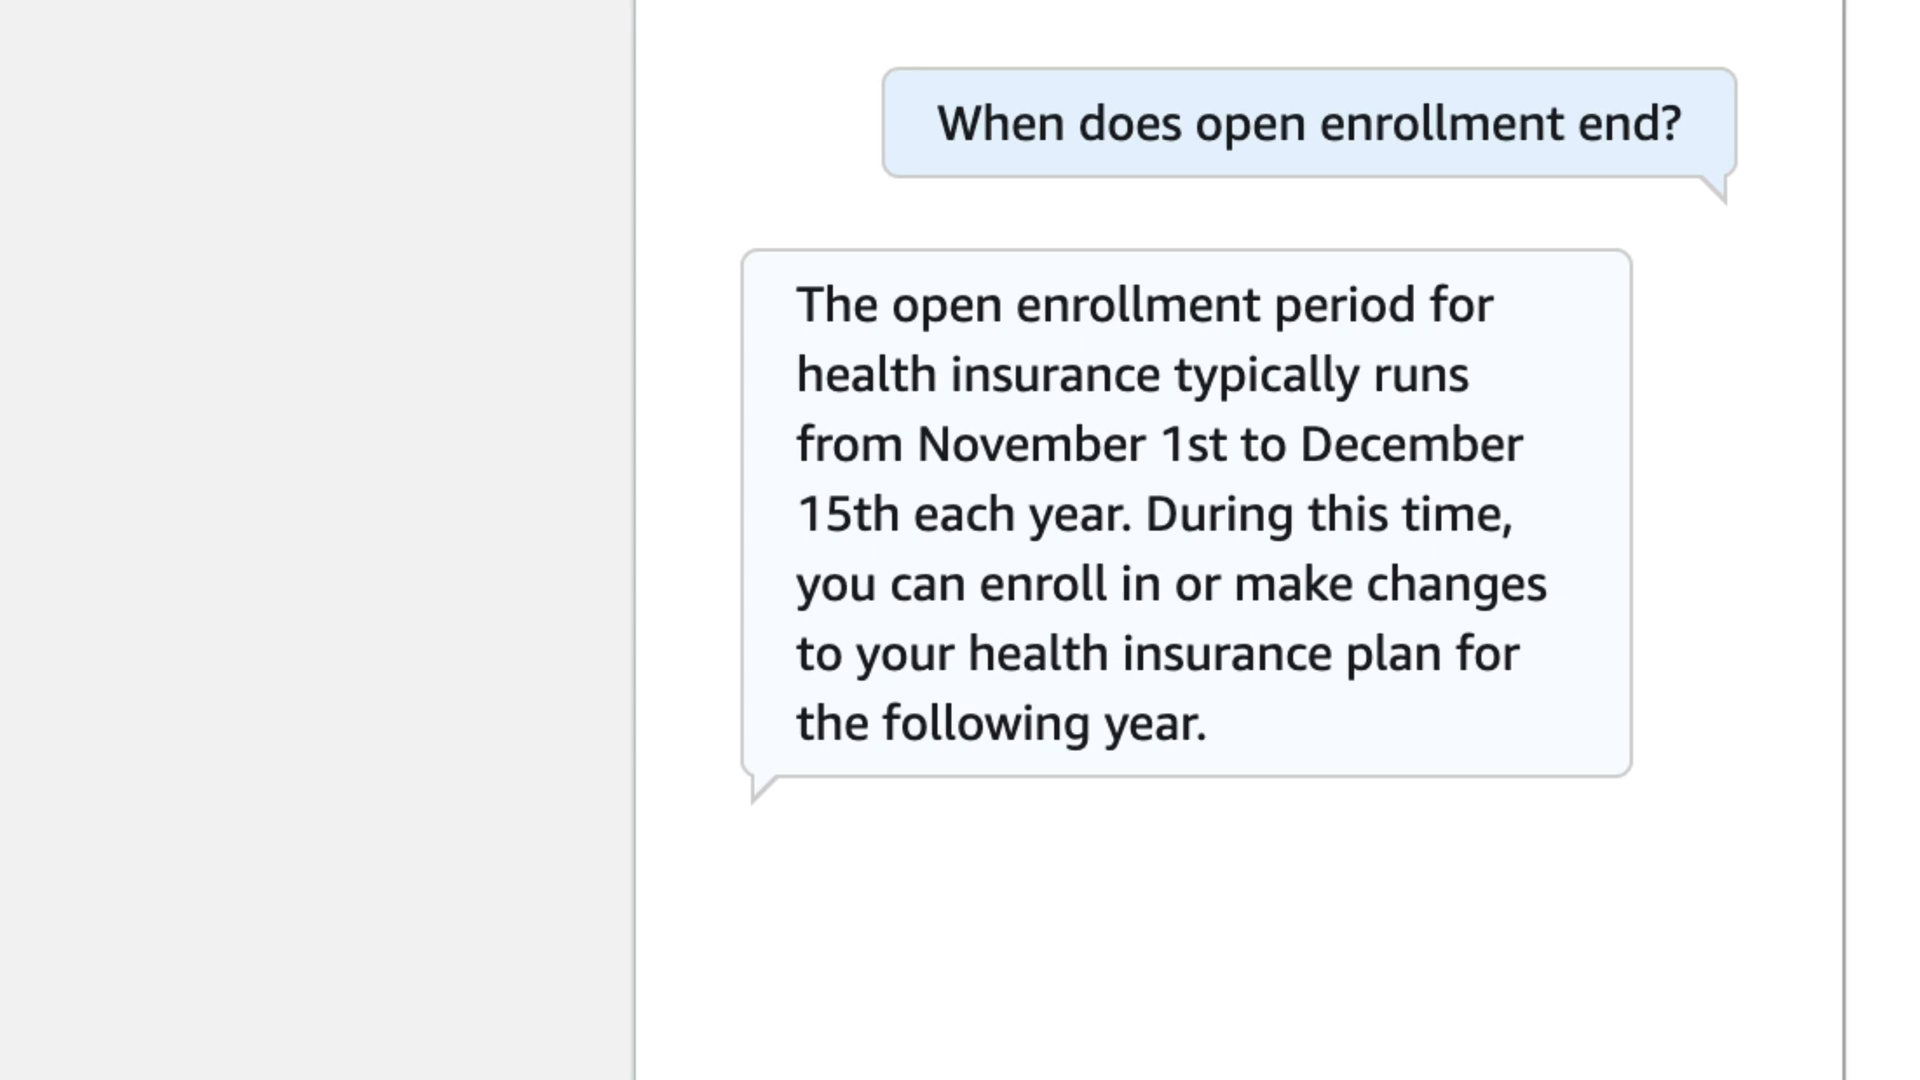 When does open enrollment end?
The open enrollment period for
health insurance typically runs
from November 1st to December
15th each year. During this time,
you can enroll in or make changes
to your health insurance plan for
the following year.